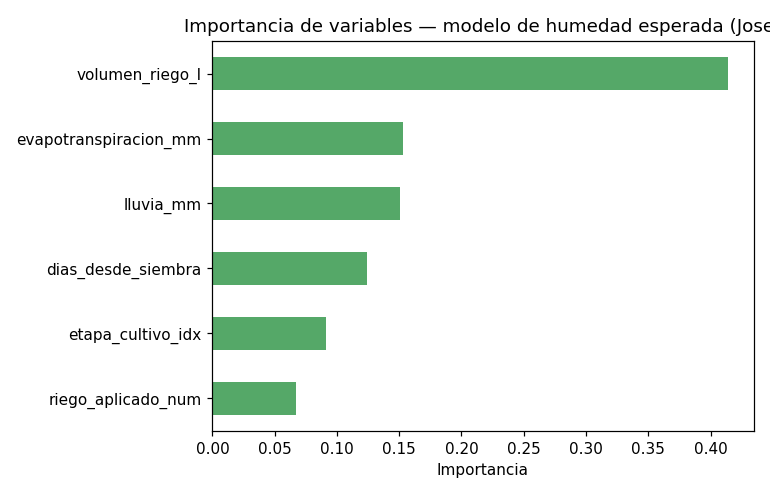 Importancia de variables — modelo de humedad esperada (Jose
volumen_riego_l
evapotranspiracion_mm
lluvia_mm
dias_desde_siembra
etapa_cultivo_idx
riego_aplicado_num
0.00 0.05 0.10 0.15 0.20 0.25 0.30 0.35 0.40
Importancia